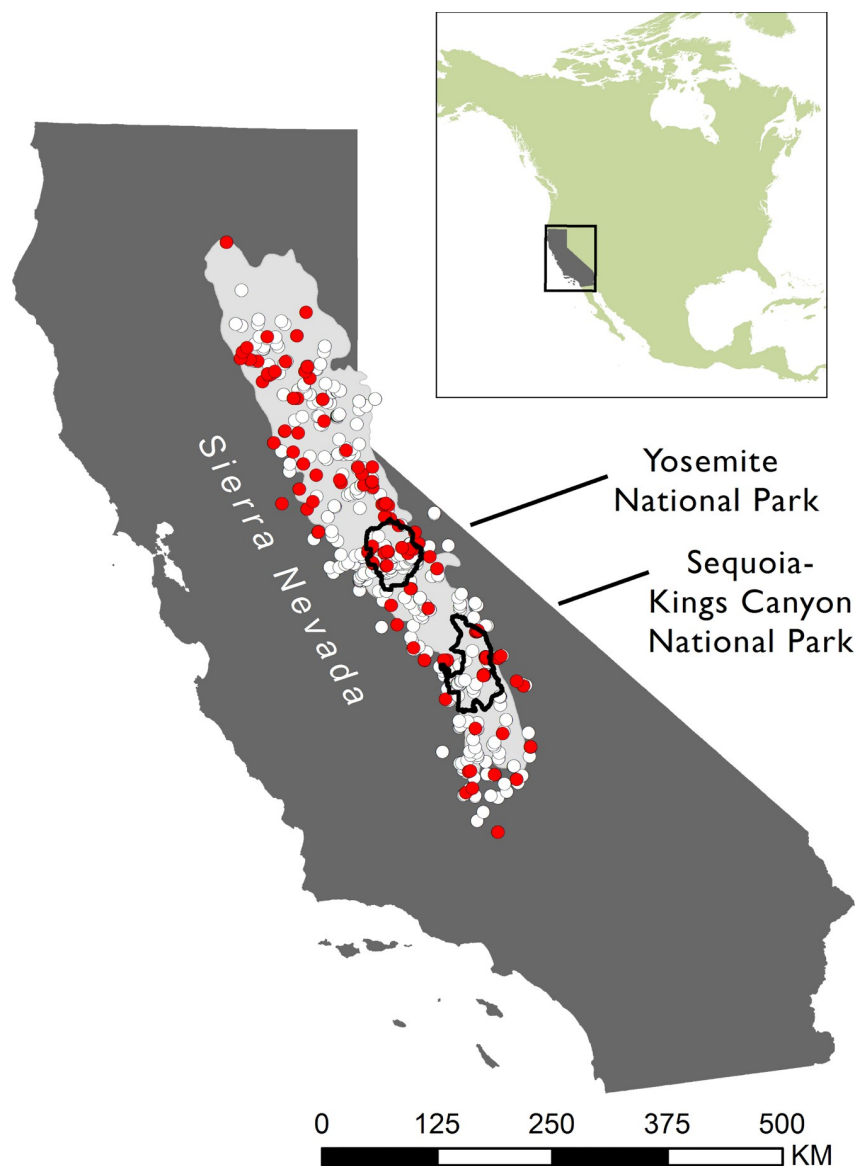 Yosemite
National Park
Sequoia-
Kings Canyon
National Park
Sierra Nevada
0 125 250 375 500
KM